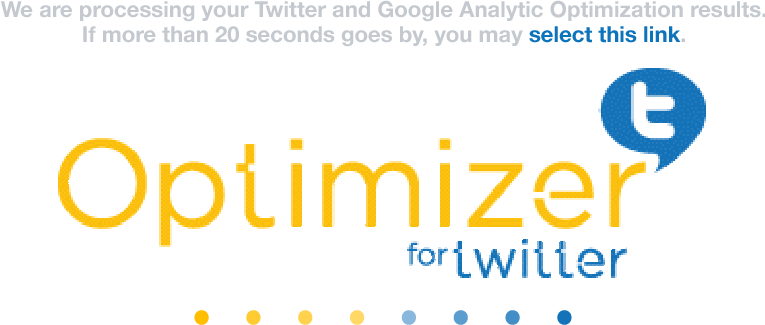 We are processing your Twitter and Google Analytic Optimization results.
If more than 20 seconds goes by, you may select this link.
t
Optimizer
for twitter